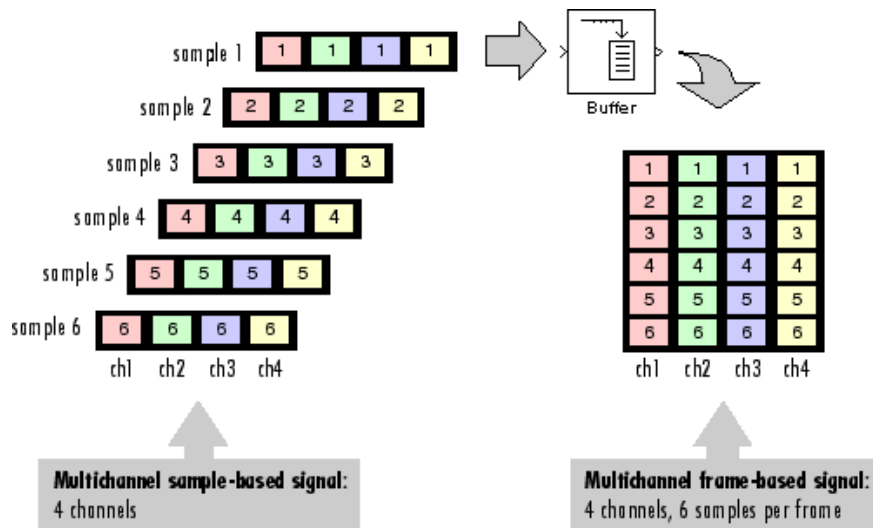 sample 1 1 1 1 1
sample 2 2 2 2 2
sample 3 3 3 3 3
sample 4 4 4 4 4
sample 5 5 5 5 5
sample 6 6 6 6 6
ch1 ch2 ch3 ch4
Buffer
1 1 1 1
2 2 2 2
3 3 3 3
4 4 4 4
5 5 5 5
6 6 6 6
ch1 ch2 ch3 ch4
Multichannel sample-based signal:
4 channels
Multichannel frame-based signal:
4 channels, 6 samples per frame